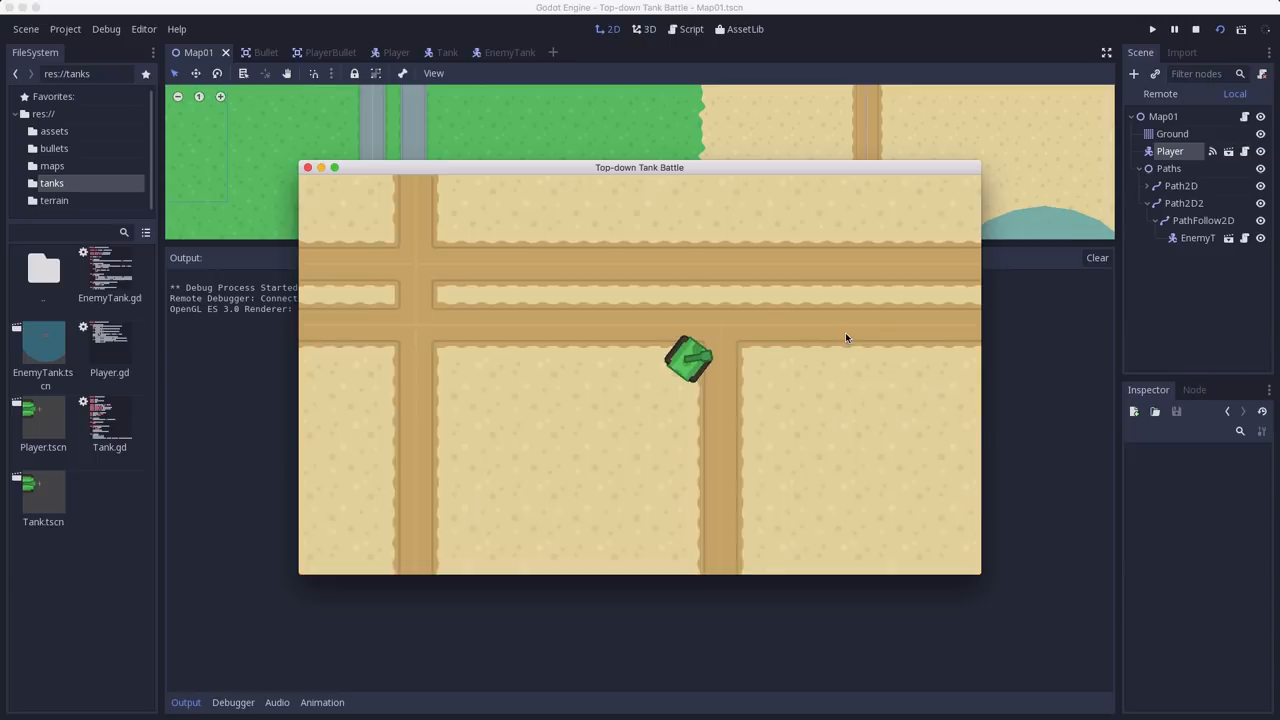 Godot Engine - Top-down Tank Battle - Map01.tscn
Scene Project Debug Editor Help 2D 3D Script AssetLib
FileSystem Map01 Bullet PlayerBullet Player Tank EnemyTank Scene Import
res://tanks View Filter nodes
Favorites: 1 Remote Local
res:// Map01
assets Ground
bullets Player
maps Paths
tanks Path2D
terrain Path2D2
PathFollow2D
EnemyT
Top-down Tank Battle
Output: Clear
** Debug Process Started
Remote Debugger: Connect
OpenGL ES 3.0 Renderer:
.. EnemyTank.gd
EnemyTank.ts
cn
Player.gd
Player.tscn Tank.gd
Tank.tscn
Inspector Node
Output Debugger Audio Animation